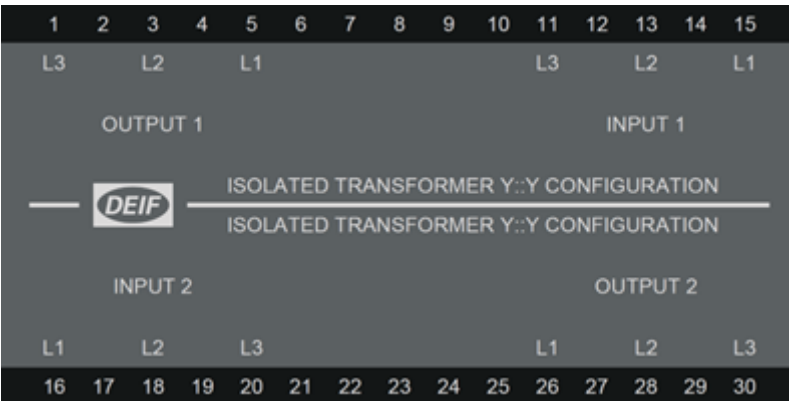 1 2 3 4 5 6 7 8 9 10 11 12 13 14 15
L3 L2 L1 L3 L2 L1
OUTPUT 1 INPUT 1
ISOLATED TRANSFORMER Y::Y CONFIGURATION
DEIF
ISOLATED TRANSFORMER Y::Y CONFIGURATION
INPUT 2 OUTPUT 2
L1 L2 L3 L1 L2 L3
16 17 18 19 20 21 22 23 24 25 26 27 28 29 30